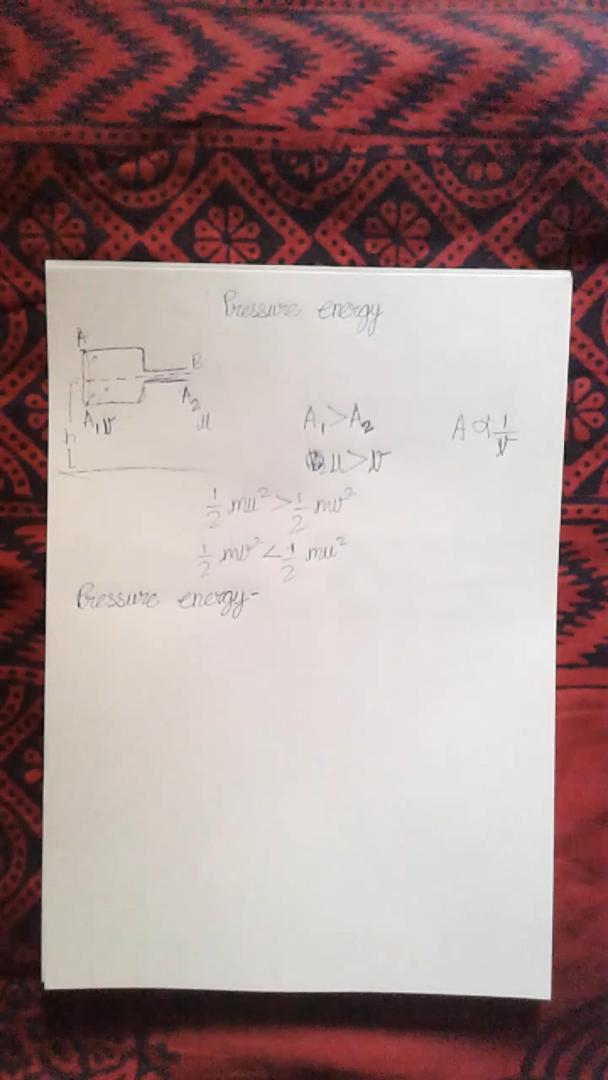 Pressure energy
A
B
A₁ v
A₂
u
h
A₁>A₂
A ∝ 1/v
u>v
1/2 mu²>1/2 mv²
1/2 mv²<1/2 mu²
Pressure energy-